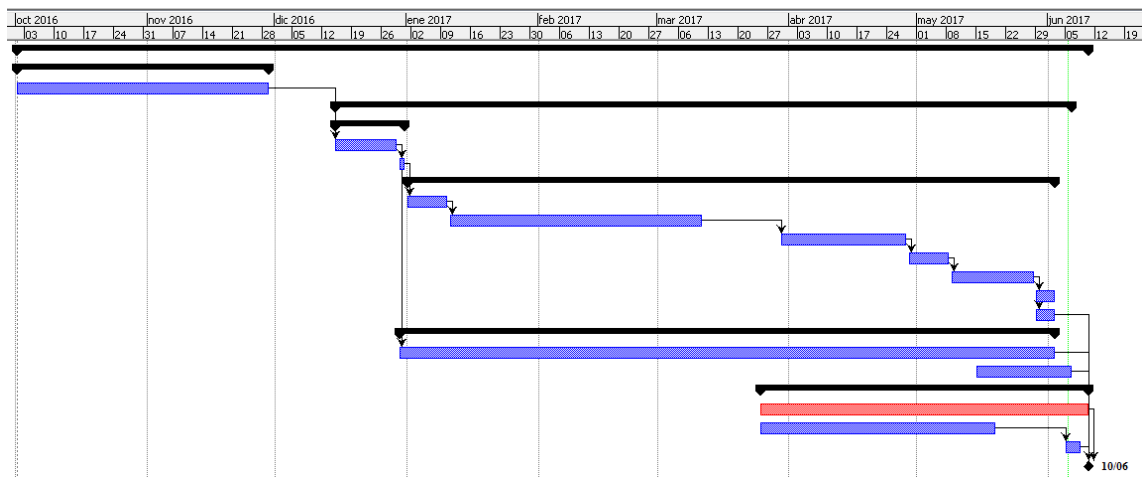 oct 2016 nov 2016 dic 2016 ene 2017 feb 2017 mar 2017 abr 2017 may 2017 jun 2017
03 10 17 24 31 07 14 21 28 05 12 19 26 02 09 16 23 30 06 13 20 27 06 13 20 27 03 10 17 24 01 08 15 22 29 05 12 19
10/06